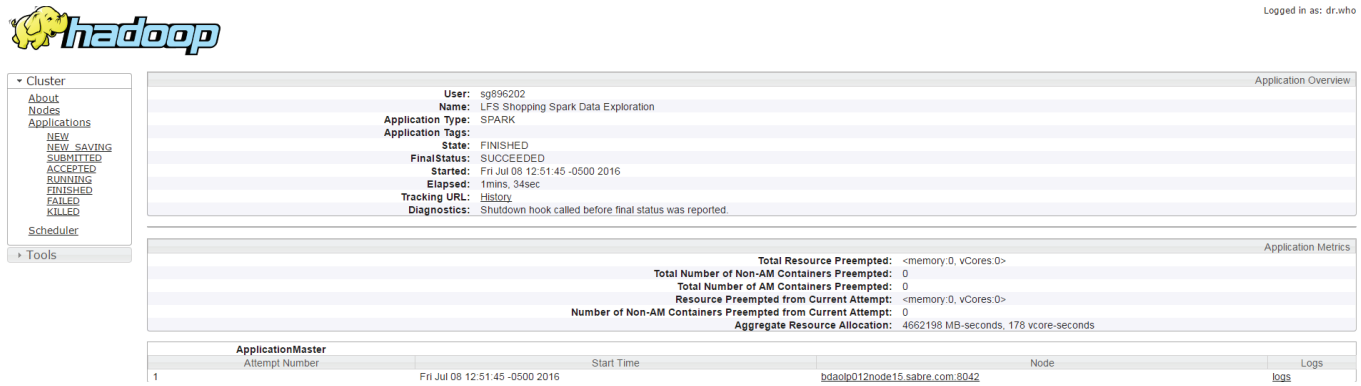 Logged in as: dr.who
hadoop
Cluster
About
Nodes
Applications
NEW
NEW_SAVING
SUBMITTED
ACCEPTED
RUNNING
FINISHED
FAILED
KILLED
Scheduler
Tools
Application Overview
User: sg896202
Name: LFS Shopping Spark Data Exploration
Application Type: SPARK
Application Tags:
State: FINISHED
FinalStatus: SUCCEEDED
Started: Fri Jul 08 12:51:45 -0500 2016
Elapsed: 1mins, 34sec
Tracking URL: History
Diagnostics: Shutdown hook called before final status was reported.
Application Metrics
Total Resource Preempted: <memory:0, vCores:0>
Total Number of Non-AM Containers Preempted: 0
Total Number of AM Containers Preempted: 0
Resource Preempted from Current Attempt: <memory:0, vCores:0>
Number of Non-AM Containers Preempted from Current Attempt: 0
Aggregate Resource Allocation: 4662198 MB-seconds, 178 vcore-seconds
ApplicationMaster
Attempt Number Start Time Node Logs
1 Fri Jul 08 12:51:45 -0500 2016 bdaolp012node15.sabre.com:8042 logs